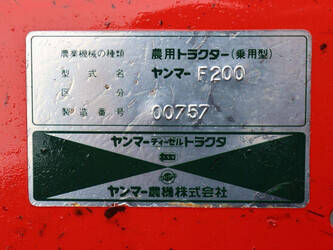 農業機械の種類 農用トラクター(乗用型)
型式名 ヤンマー F200
区分
製造番号 00757
ヤンマーディーゼルトラクタ
ヤンマー農機株式会社